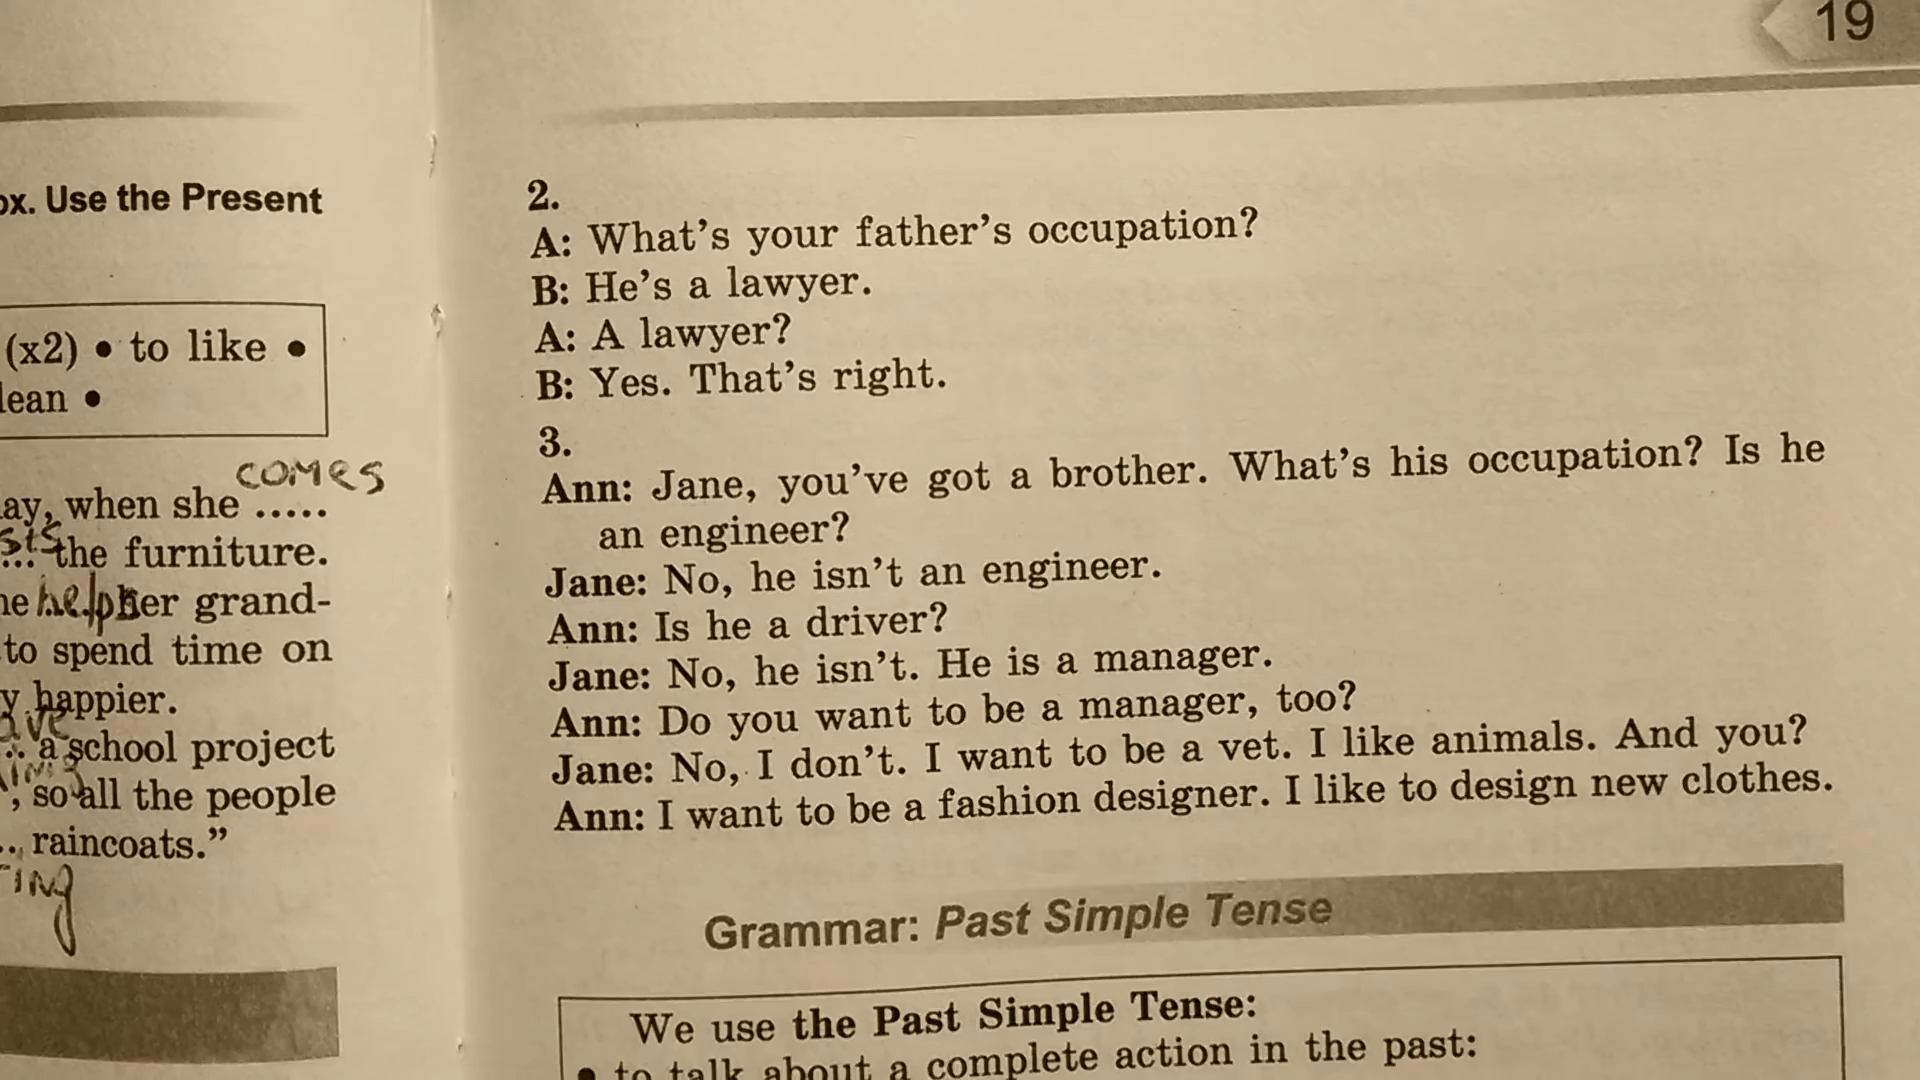 19
Use the Present
(x2) • to like •
•
comes
when she .....
the furniture.
help her grand-
to spend time on
happier.
a school project
, so all the people
raincoats.”
2.
A: What’s your father’s occupation?
B: He’s a lawyer.
A: A lawyer?
B: Yes. That’s right.
3.
Ann: Jane, you’ve got a brother. What’s his occupation? Is he
an engineer?
Jane: No, he isn’t an engineer.
Ann: Is he a driver?
Jane: No, he isn’t. He is a manager.
Ann: Do you want to be a manager, too?
Jane: No, I don’t. I want to be a vet. I like animals. And you?
Ann: I want to be a fashion designer. I like to design new clothes.
Grammar: Past Simple Tense
We use the Past Simple Tense:
• to talk about a complete action in the past: